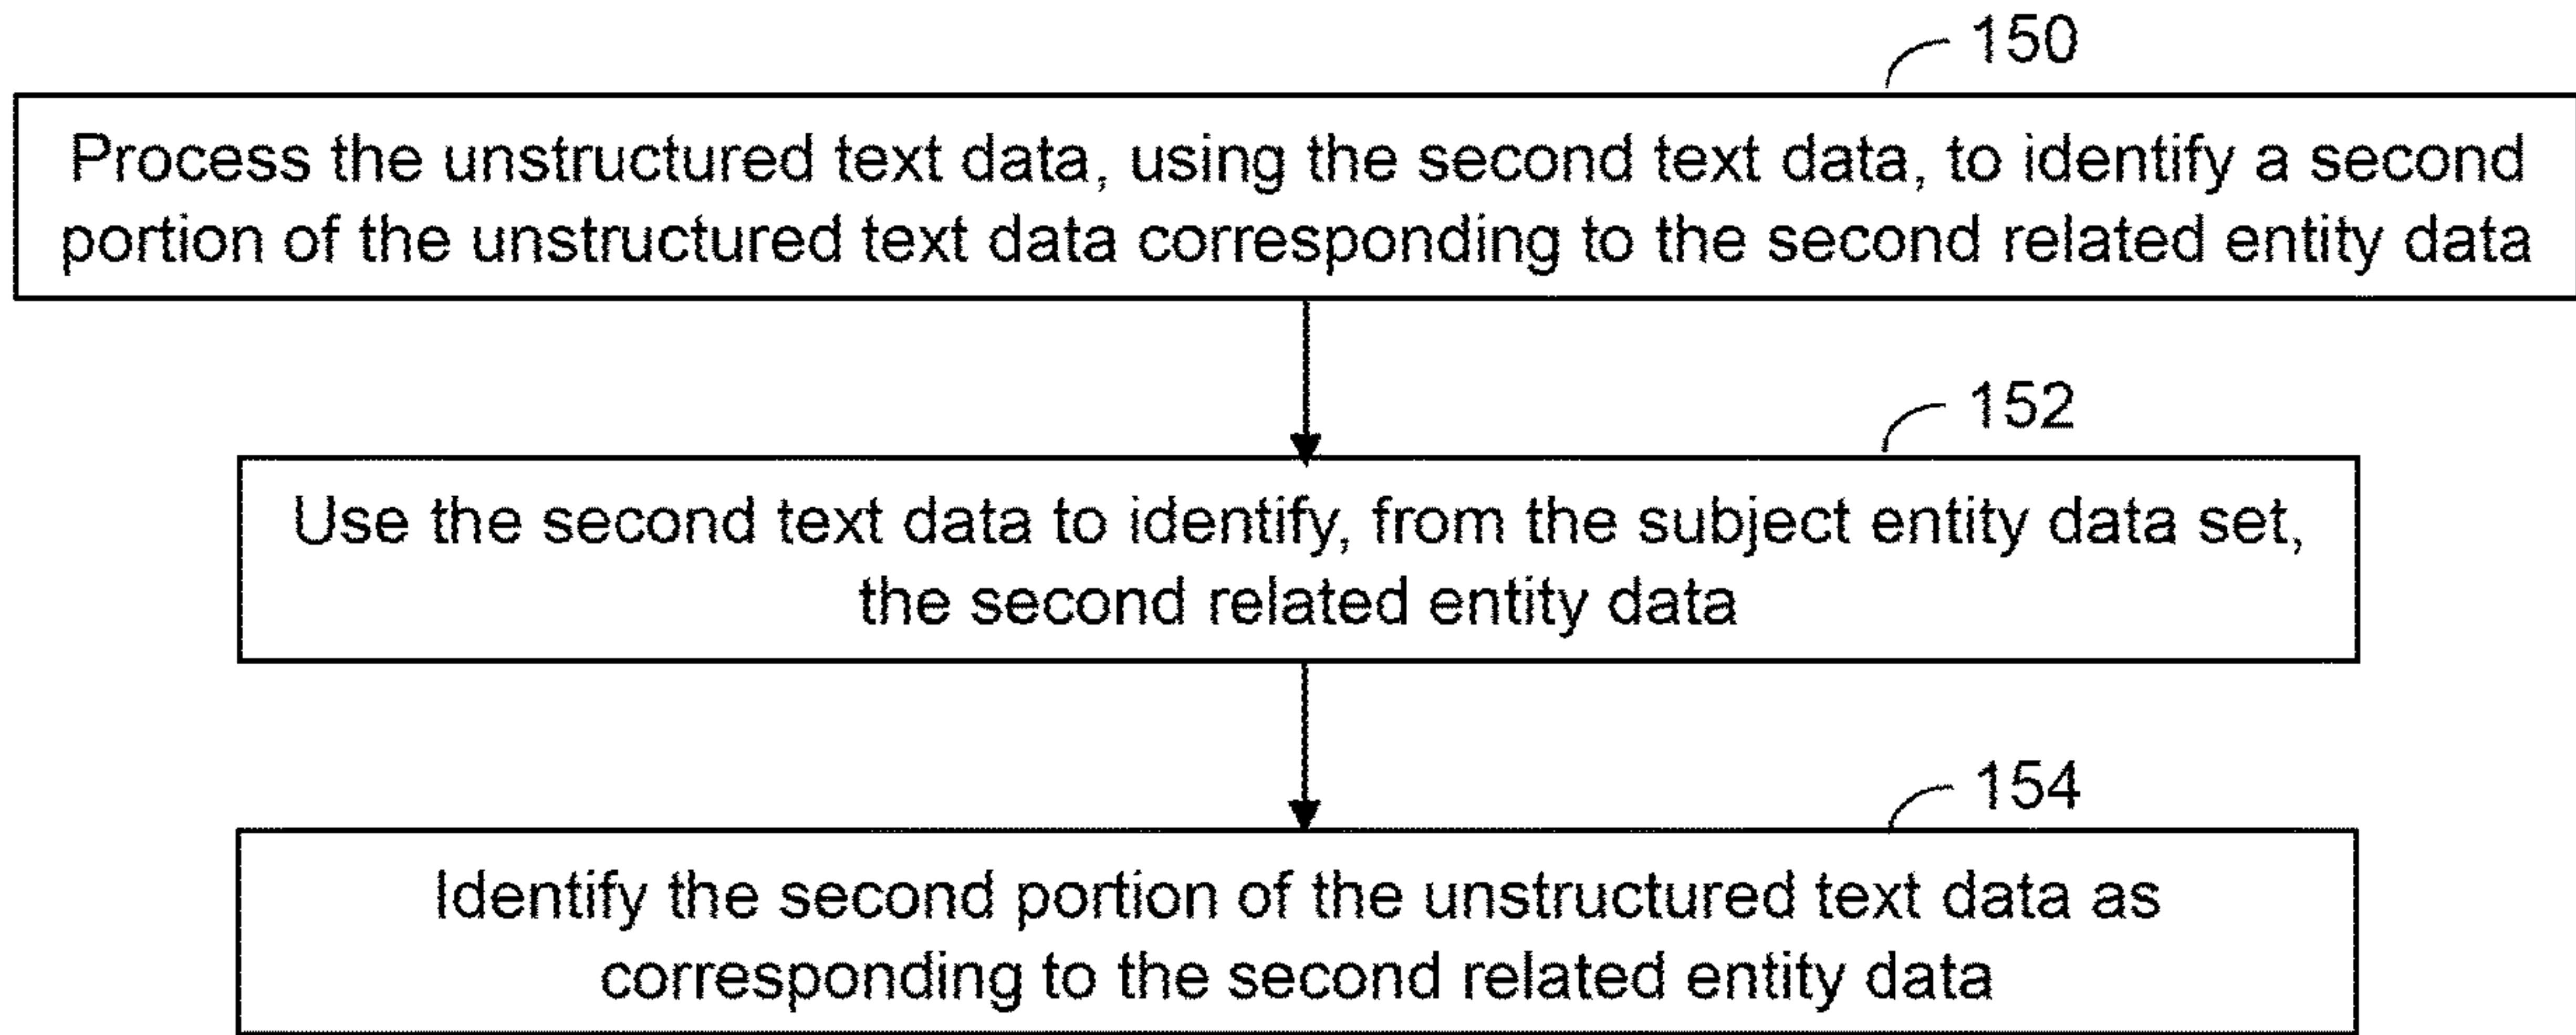 150
Process the unstructured text data, using the second text data, to identify a second
portion of the unstructured text data corresponding to the second related entity data
152
Use the second text data to identify, from the subject entity data set,
the second related entity data
154
Identify the second portion of the unstructured text data as
corresponding to the second related entity data